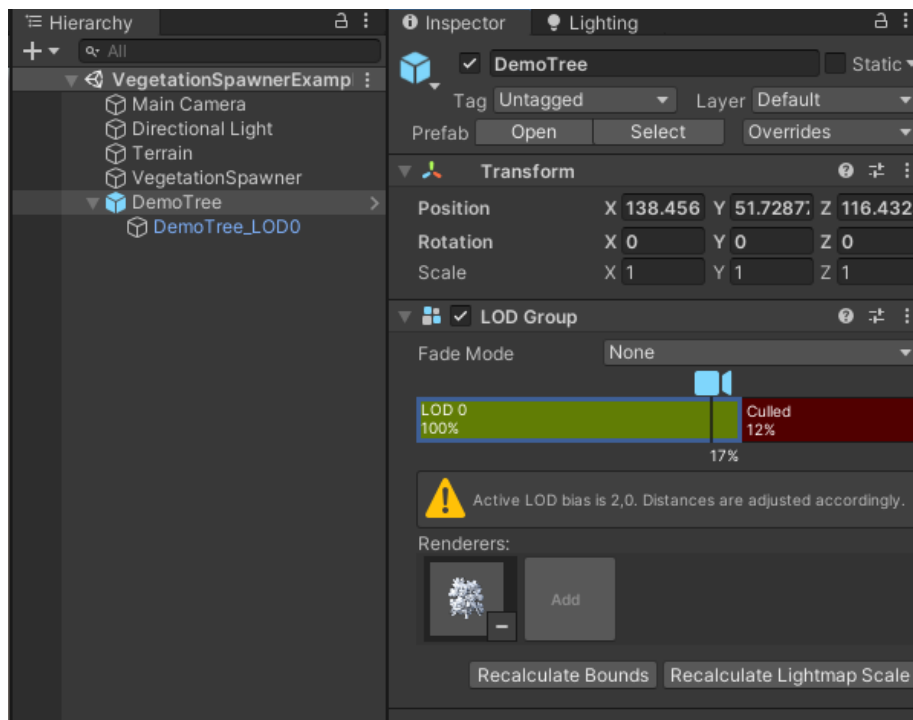 Hierarchy
All
VegetationSpawnerExampl
Main Camera
Directional Light
Terrain
VegetationSpawner
DemoTree
DemoTree_LOD0
Inspector
Lighting
DemoTree
Static
Tag Untagged Layer Default
Prefab Open Select Overrides
Transform
Position X 138.456 Y 51.7287 Z 116.432
Rotation X 0 Y 0 Z 0
Scale X 1 Y 1 Z 1
LOD Group
Fade Mode None
LOD 0
100%
Culled
12%
17%
Active LOD bias is 2,0. Distances are adjusted accordingly.
Renderers:
Add
Recalculate Bounds Recalculate Lightmap Scale